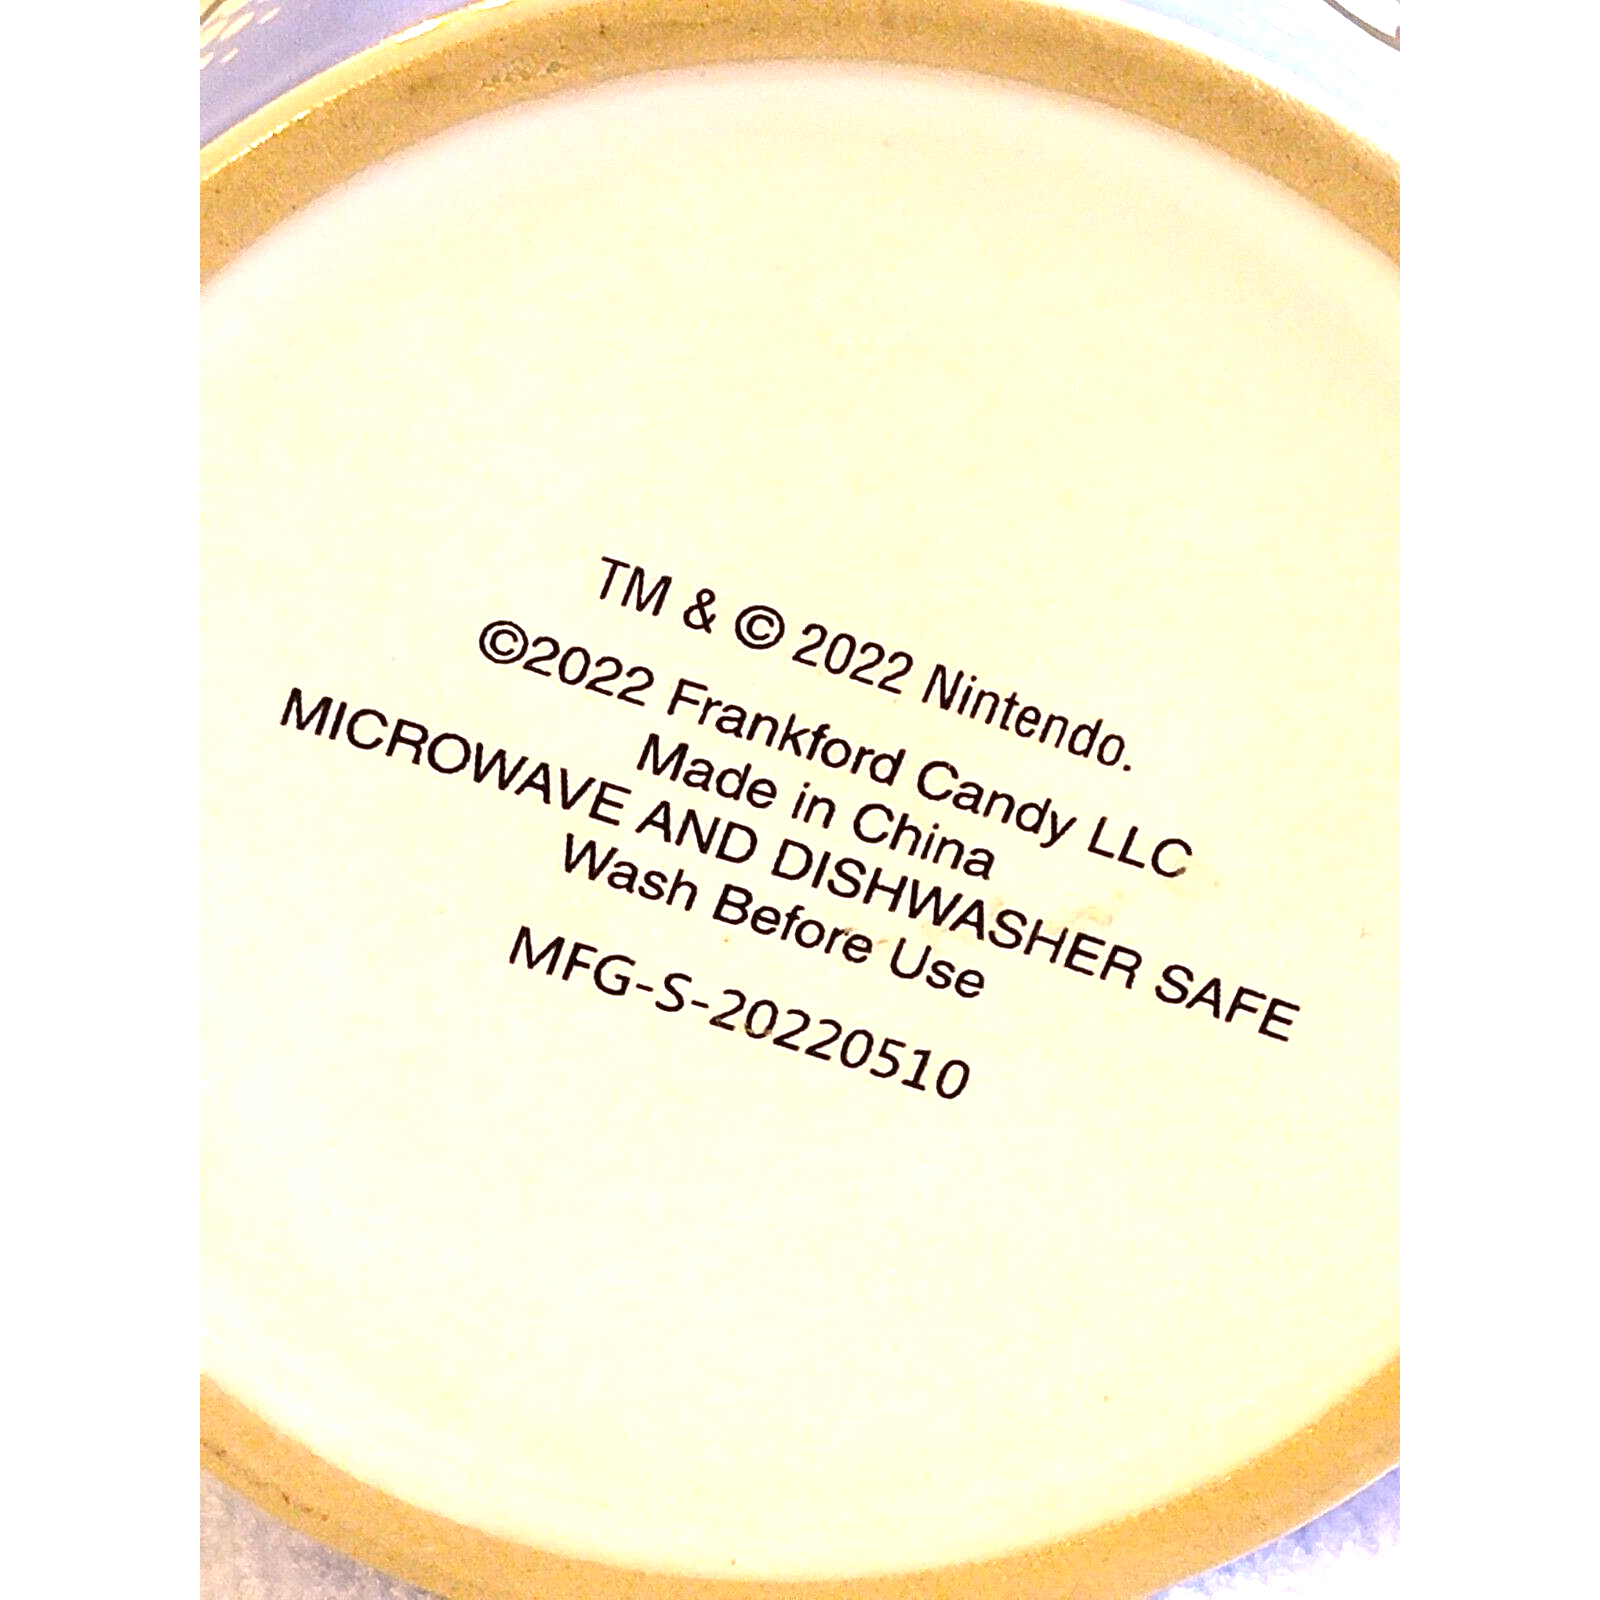 TM & © 2022 Nintendo.
©2022 Frankford Candy LLC
Made in China
MICROWAVE AND DISHWASHER SAFE
Wash Before Use
MFG-S-20220510